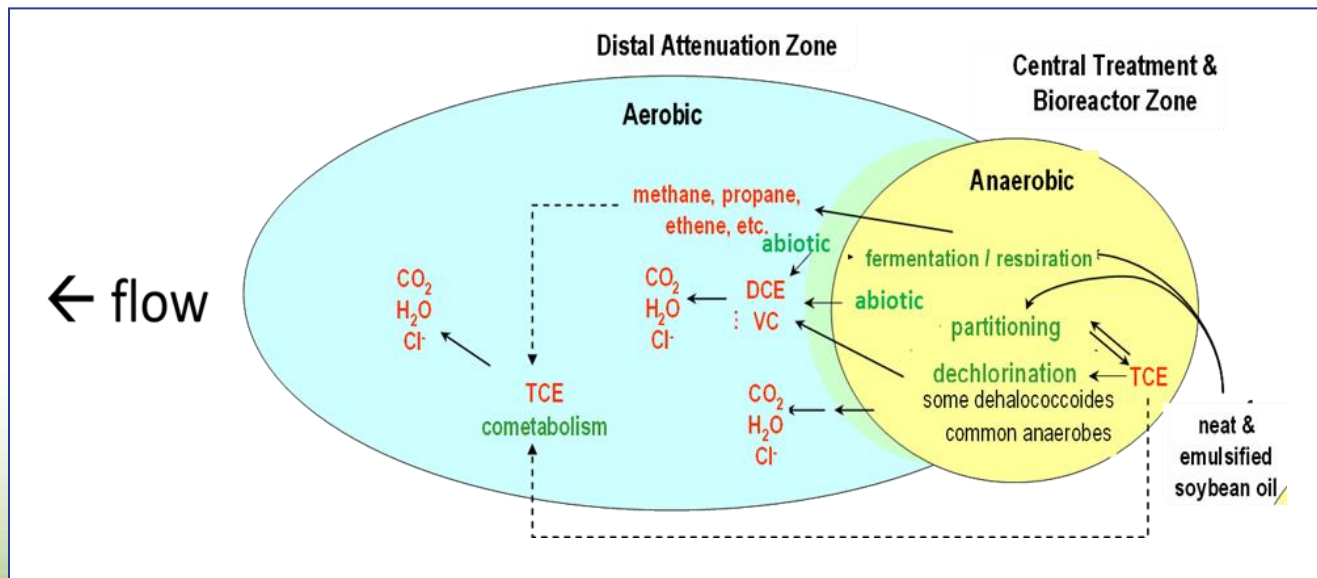 Distal Attenuation Zone
Central Treatment &
Bioreactor Zone
Aerobic
Anaerobic
methane, propane,
ethene, etc.
abiotic
fermentation / respiration
← flow
CO₂
H₂O
Cl⁻
CO₂
H₂O
Cl⁻
DCE
VC
abiotic
partitioning
dechlorination
TCE
some dehalococcoides
common anaerobes
TCE
cometabolism
CO₂
H₂O
Cl⁻
neat &
emulsified
soybean oil